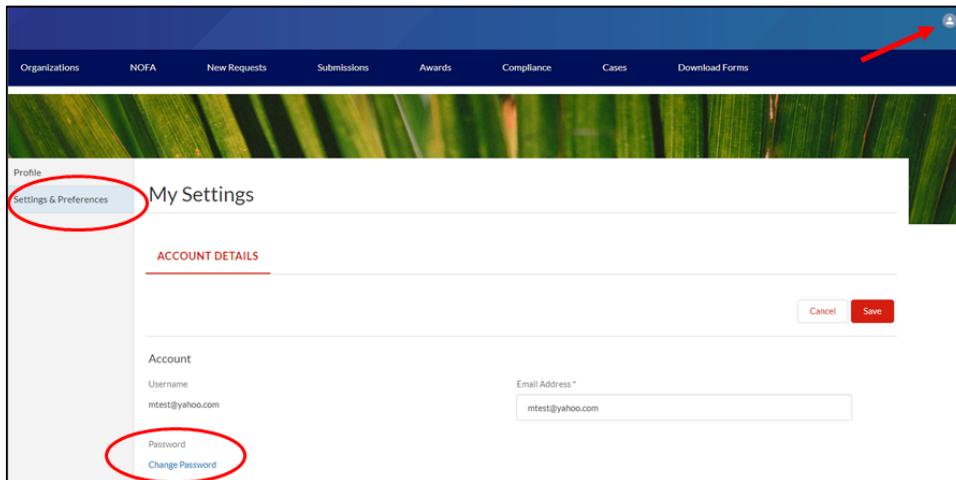 Organizations NOFA New Requests Submissions Awards Compliance Cases Download Forms
Profile
Settings & Preferences
My Settings
ACCOUNT DETAILS
Cancel Save
Account
Username
mtest@yahoo.com
Email Address *
mtest@yahoo.com
Password
Change Password